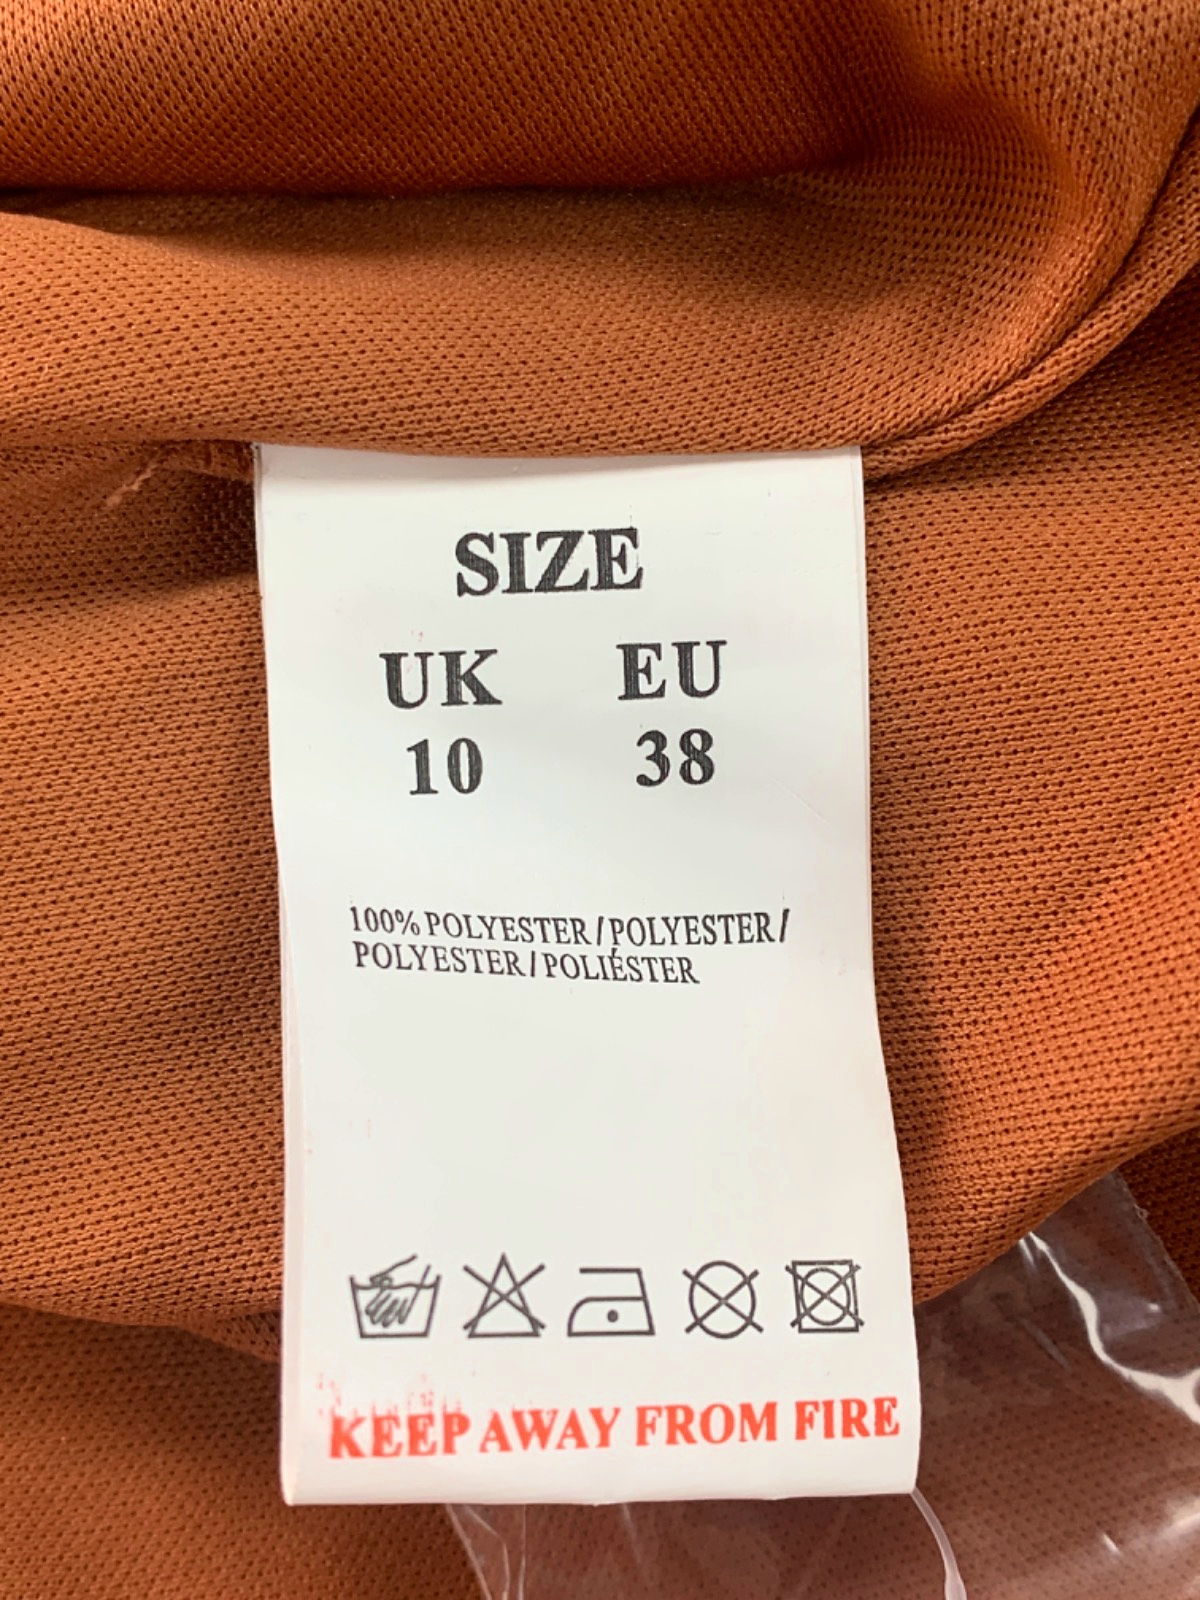 SIZE
UK EU
10 38
100% POLYESTER/POLYESTER/
POLYESTER/POLIÉSTER
KEEP AWAY FROM FIRE